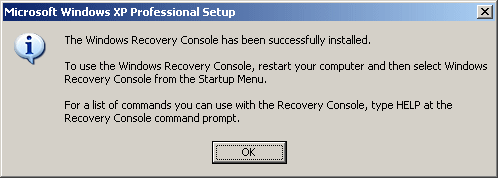 Microsoft Windows XP Professional Setup
The Windows Recovery Console has been successfully installed.
To use the Windows Recovery Console, restart your computer and then select Windows
Recovery Console from the Startup Menu.
For a list of commands you can use with the Recovery Console, type HELP at the
Recovery Console command prompt.
OK